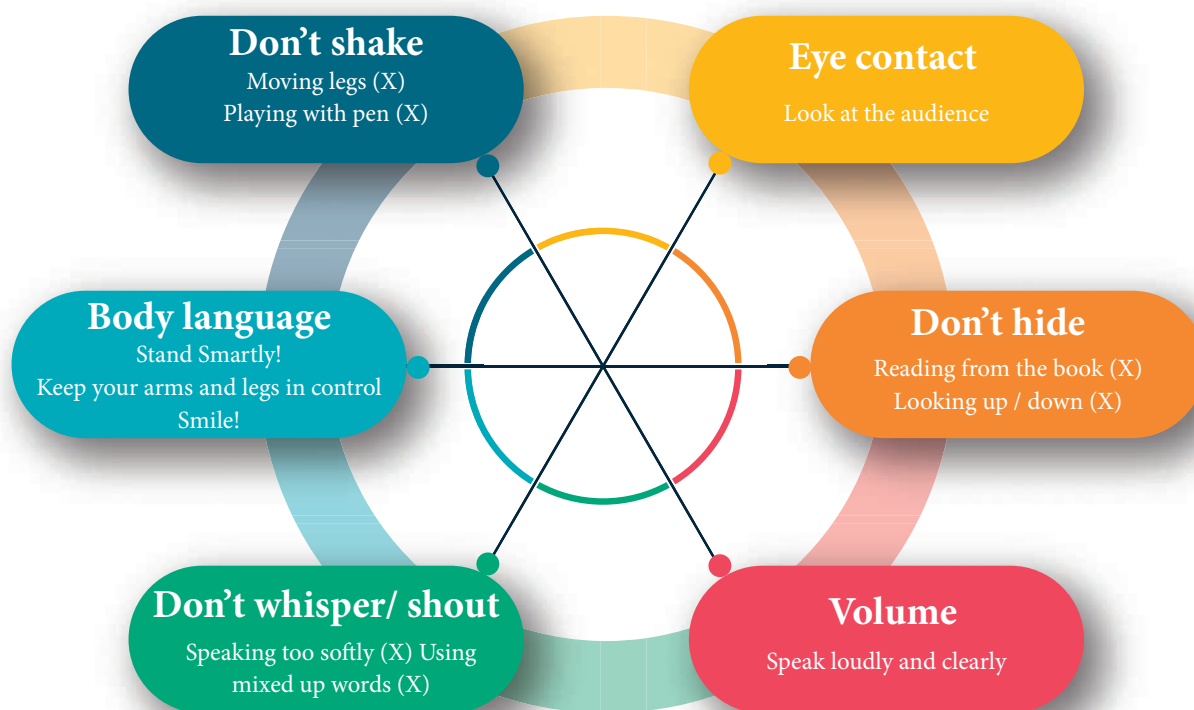 Don't shake
Moving legs (X)
Playing with pen (X)
Eye contact
Look at the audience
Body language
Stand Smartly!
Keep your arms and legs in control
Smile!
Don't hide
Reading from the book (X)
Looking up / down (X)
Don't whisper/ shout
Speaking too softly (X) Using
mixed up words (X)
Volume
Speak loudly and clearly